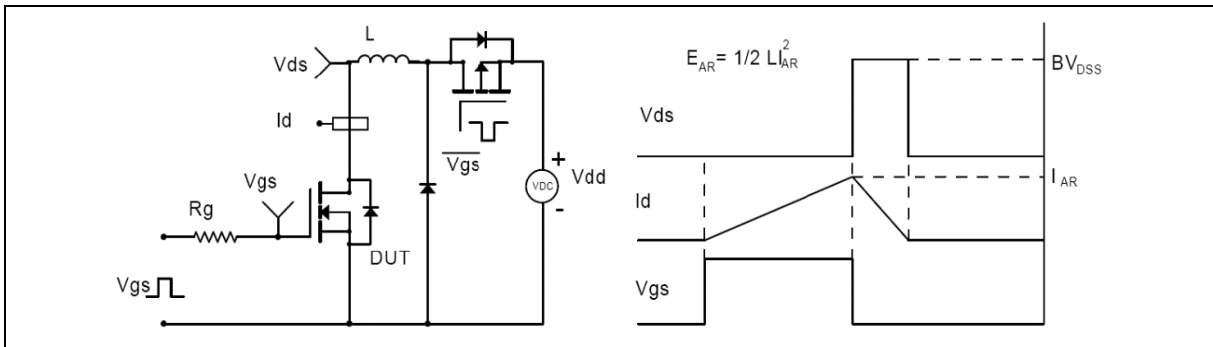 L
Vds
Id
Vgs
Rg
Vgs
DUT
Vgs
VDC
+
-
Vdd
E_AR = 1/2 LI_AR^2
BV_DSS
Vds
I_AR
Id
Vgs